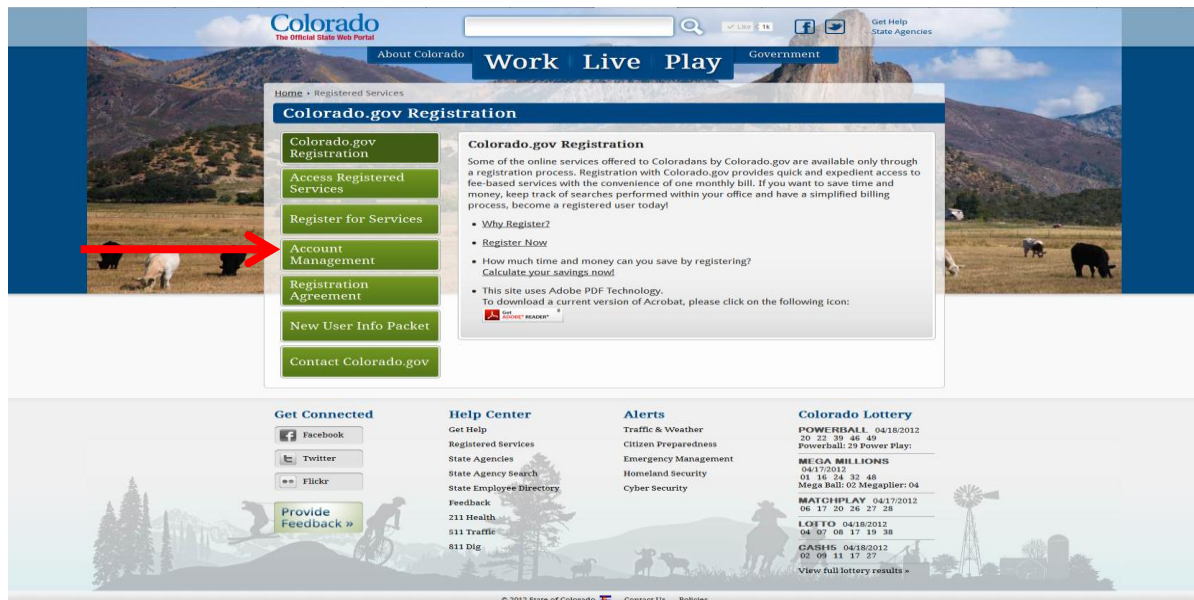 Colorado
The Official State Web Portal
Like 1k
Get Help
State Agencies
About Colorado
Work Live Play
Government
Home • Registered Services
Colorado.gov Registration
Colorado.gov
Registration
Access Registered
Services
Register for Services
Account
Management
Registration
Agreement
New User Info Packet
Contact Colorado.gov
Colorado.gov Registration
Some of the online services offered to Coloradans by Colorado.gov are available only through
a registration process. Registration with Colorado.gov provides quick and expedient access to
fee-based services with the convenience of one monthly bill. If you want to save time and
money, keep track of searches performed within your office and have a simplified billing
process, become a registered user today!
• Why Register?
• Register Now
• How much time and money can you save by registering?
Calculate your savings now!
• This site uses Adobe PDF Technology.
To download a current version of Acrobat, please click on the following icon:
Get
ADOBE® READER®
Get Connected
Facebook
Twitter
Flickr
Provide
Feedback »
Help Center
Get Help
Registered Services
State Agencies
State Agency Search
State Employee Directory
Feedback
211 Health
511 Traffic
811 Dig
Alerts
Traffic & Weather
Citizen Preparedness
Emergency Management
Homeland Security
Cyber Security
Colorado Lottery
POWERBALL 04/18/2012
20 22 39 46 49
Powerball: 29 Power Play:
MEGA MILLIONS
04/17/2012
01 16 24 32 48
Mega Ball: 02 Megaplier: 04
MATCHPLAY 04/17/2012
06 17 20 26 27 28
LOTTO 04/18/2012
04 07 08 17 19 38
CASH5 04/18/2012
02 09 11 17 27
View full lottery results »
© 2012 State of Colorado Contact Us Policies